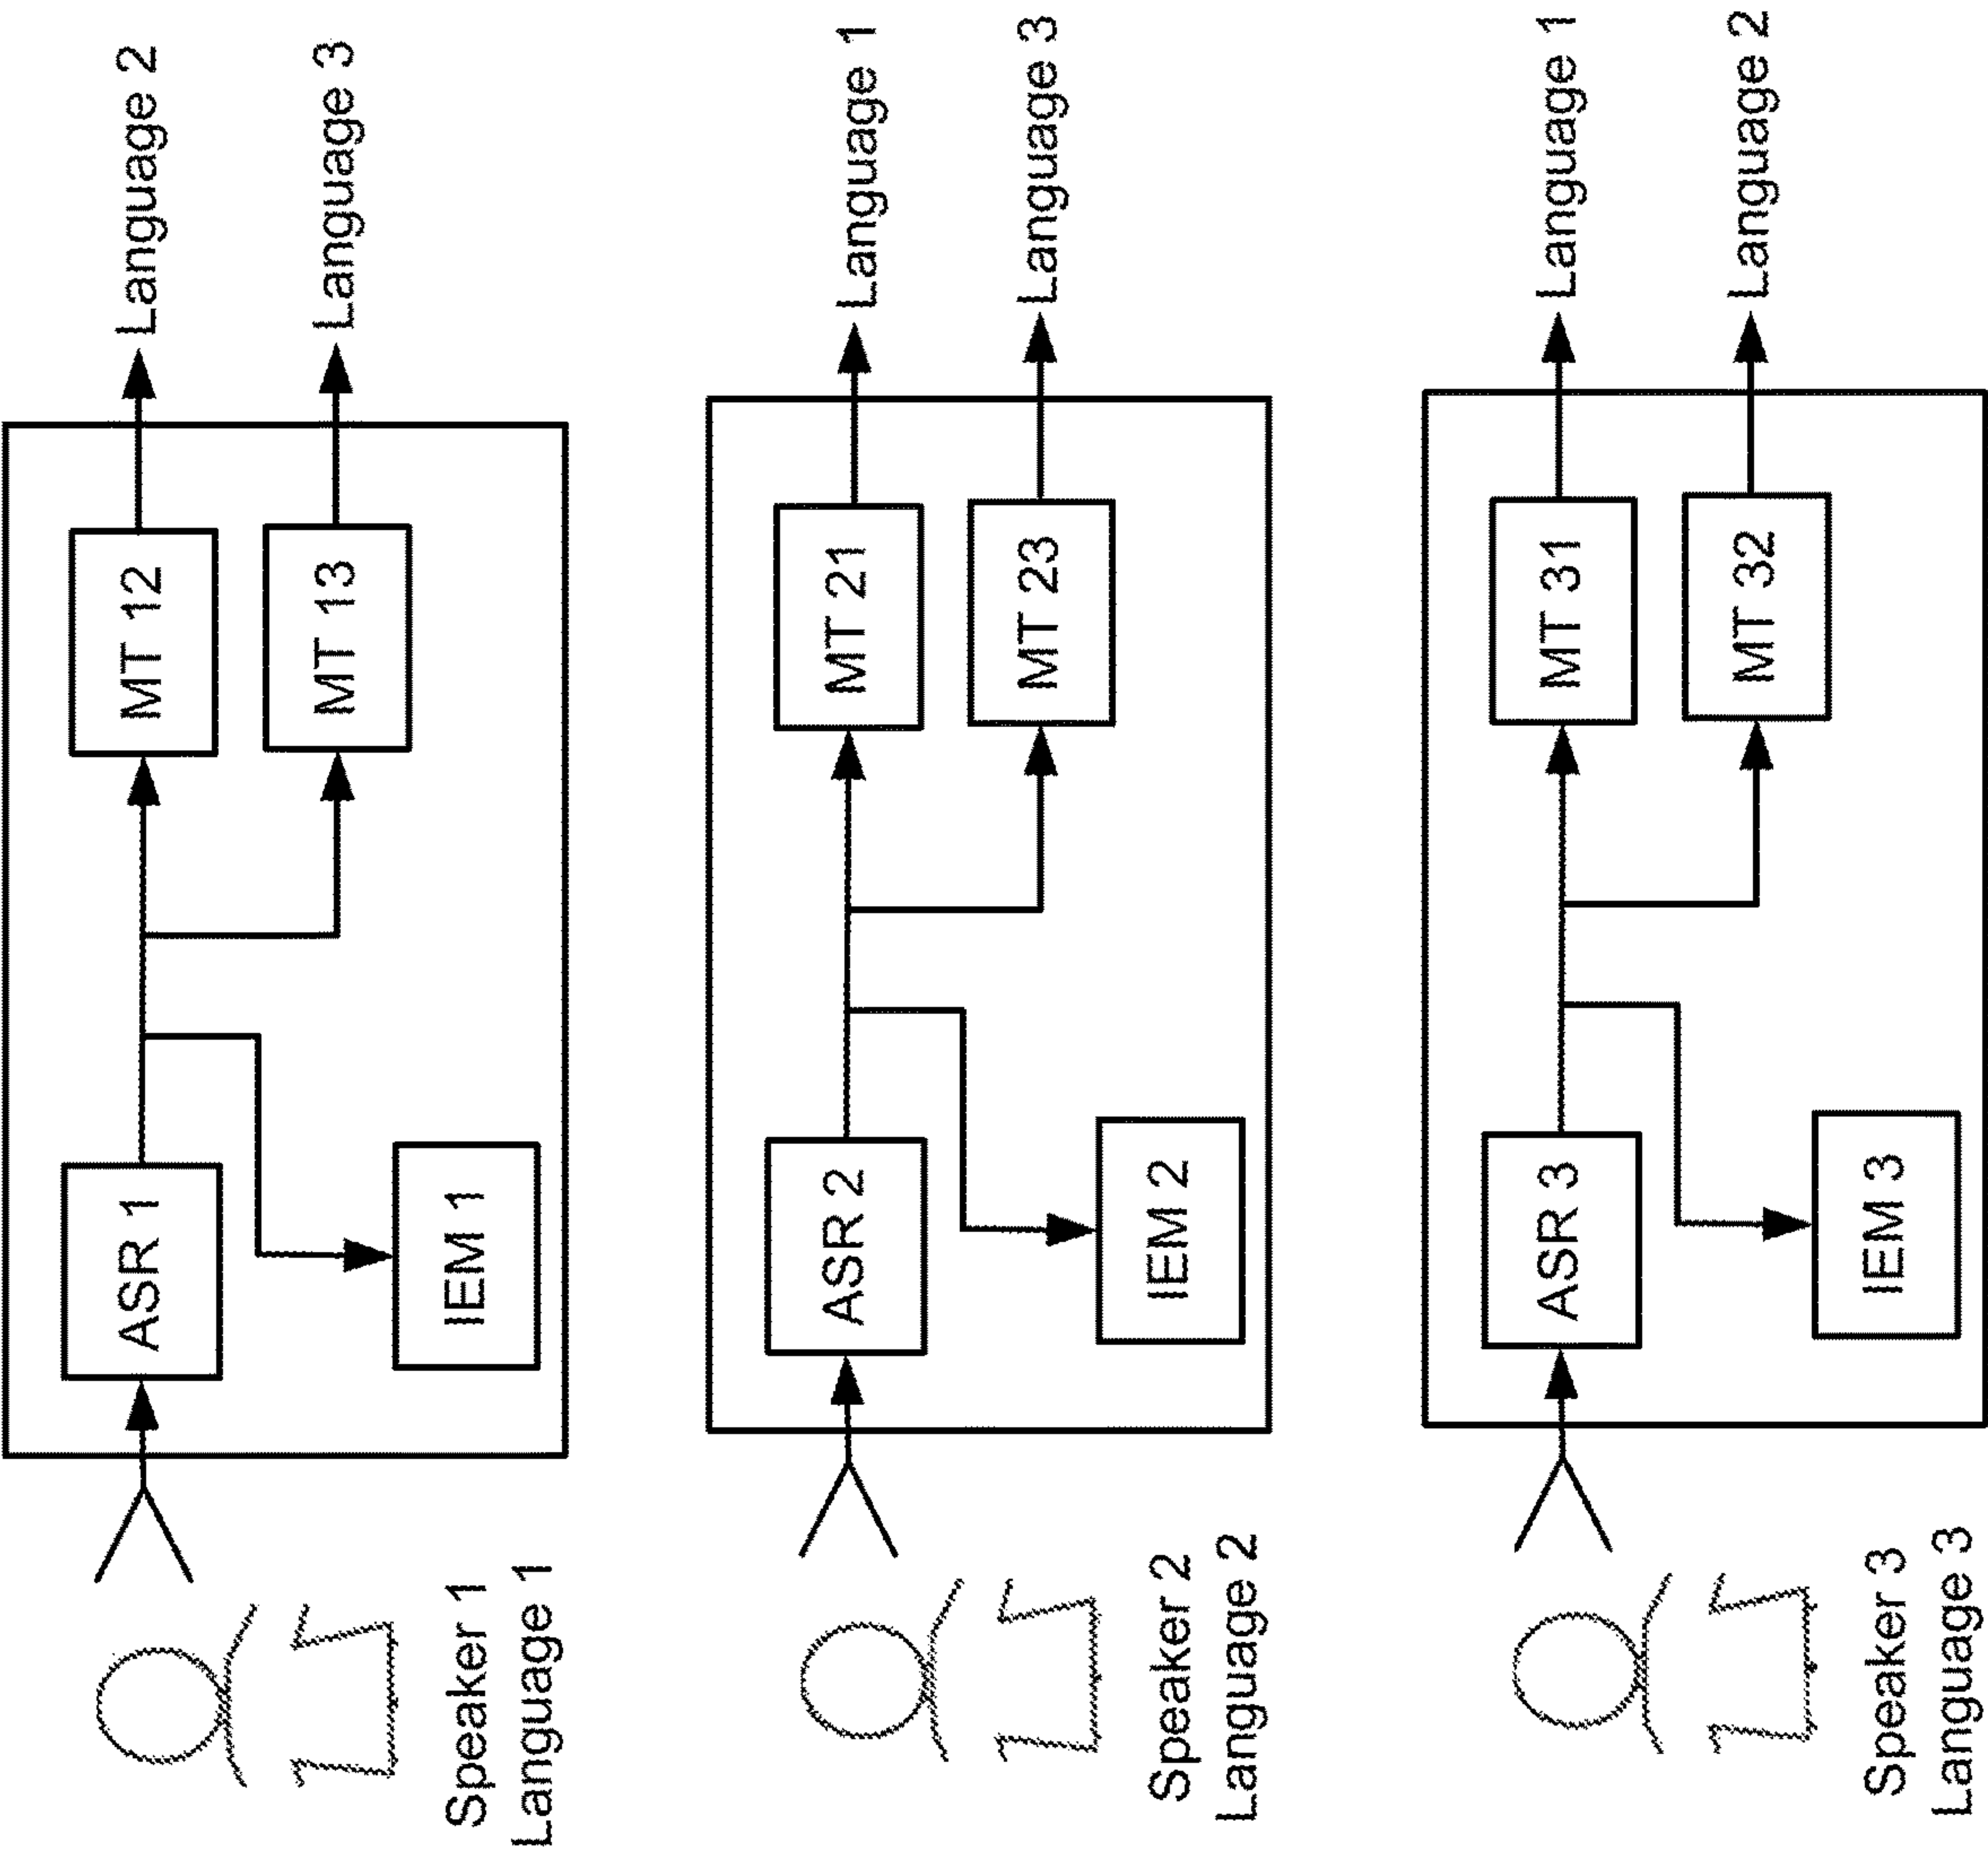 Speaker 1
Language 1
ASR 1
IEM 1
MT 12
MT 13
Language 2
Language 3
Speaker 2
Language 2
ASR 2
IEM 2
MT 21
MT 23
Language 1
Language 3
Speaker 3
Language 3
ASR 3
IEM 3
MT 31
MT 32
Language 1
Language 2